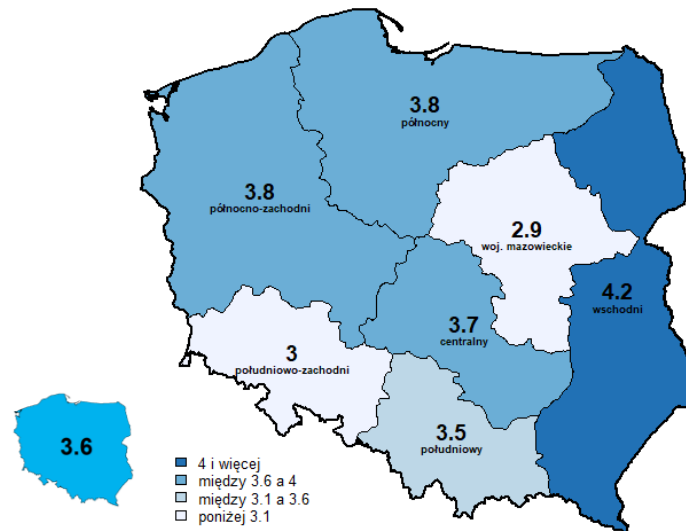 3.8
północny
3.8
północno-zachodni
2.9
woj. mazowieckie
4.2
wschodni
3.7
centralny
3
południowo-zachodni
3.5
południowy
3.6
4 i więcej
między 3.6 a 4
między 3.1 a 3.6
poniżej 3.1